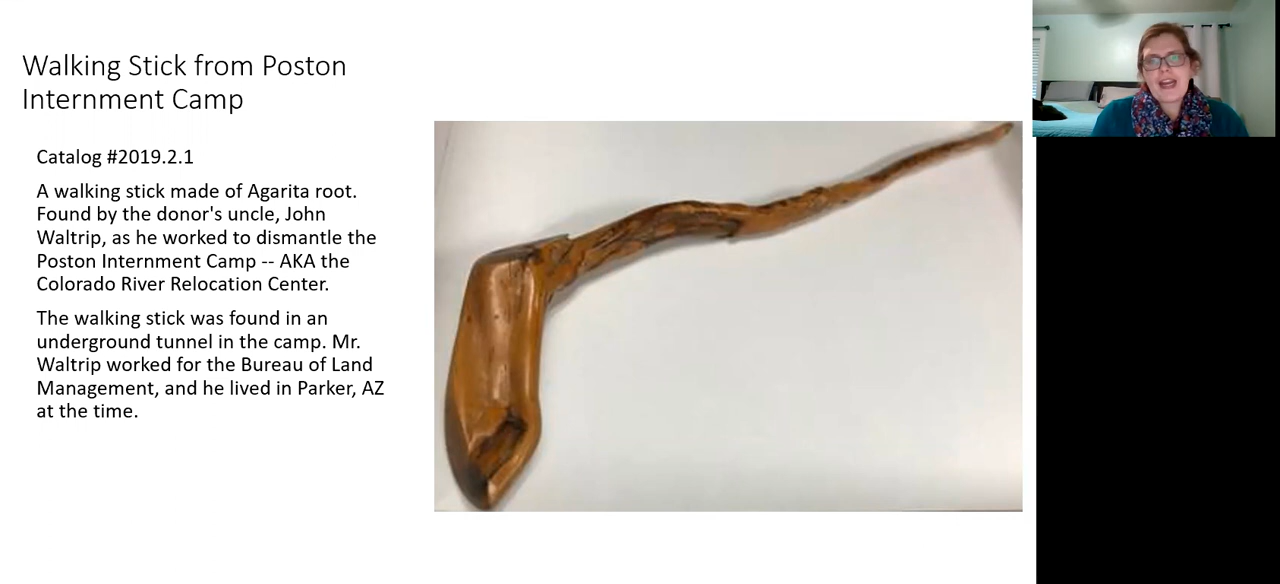 Walking Stick from Poston
Internment Camp
Catalog #2019.2.1
A walking stick made of Agarita root.
Found by the donor's uncle, John
Waltrip, as he worked to dismantle the
Poston Internment Camp -- AKA the
Colorado River Relocation Center.
The walking stick was found in an
underground tunnel in the camp. Mr.
Waltrip worked for the Bureau of Land
Management, and he lived in Parker, AZ
at the time.